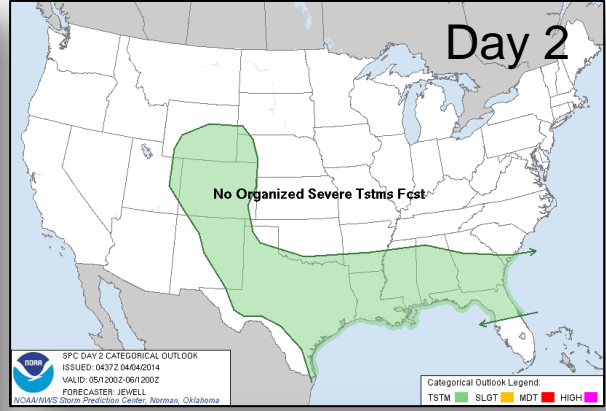 Day 2
No Organized Severe Tstms Fcst
NOAA
SPC DAY 2 CATEGORICAL OUTLOOK
ISSUED: 0437Z 04/04/2014
VALID: 05/1200Z-06/1200Z
FORECASTER: JEWELL
NOAA/NWS Storm Prediction Center, Norman, Oklahoma
Categorical Outlook Legend:
TSTM SLGT MDT HIGH